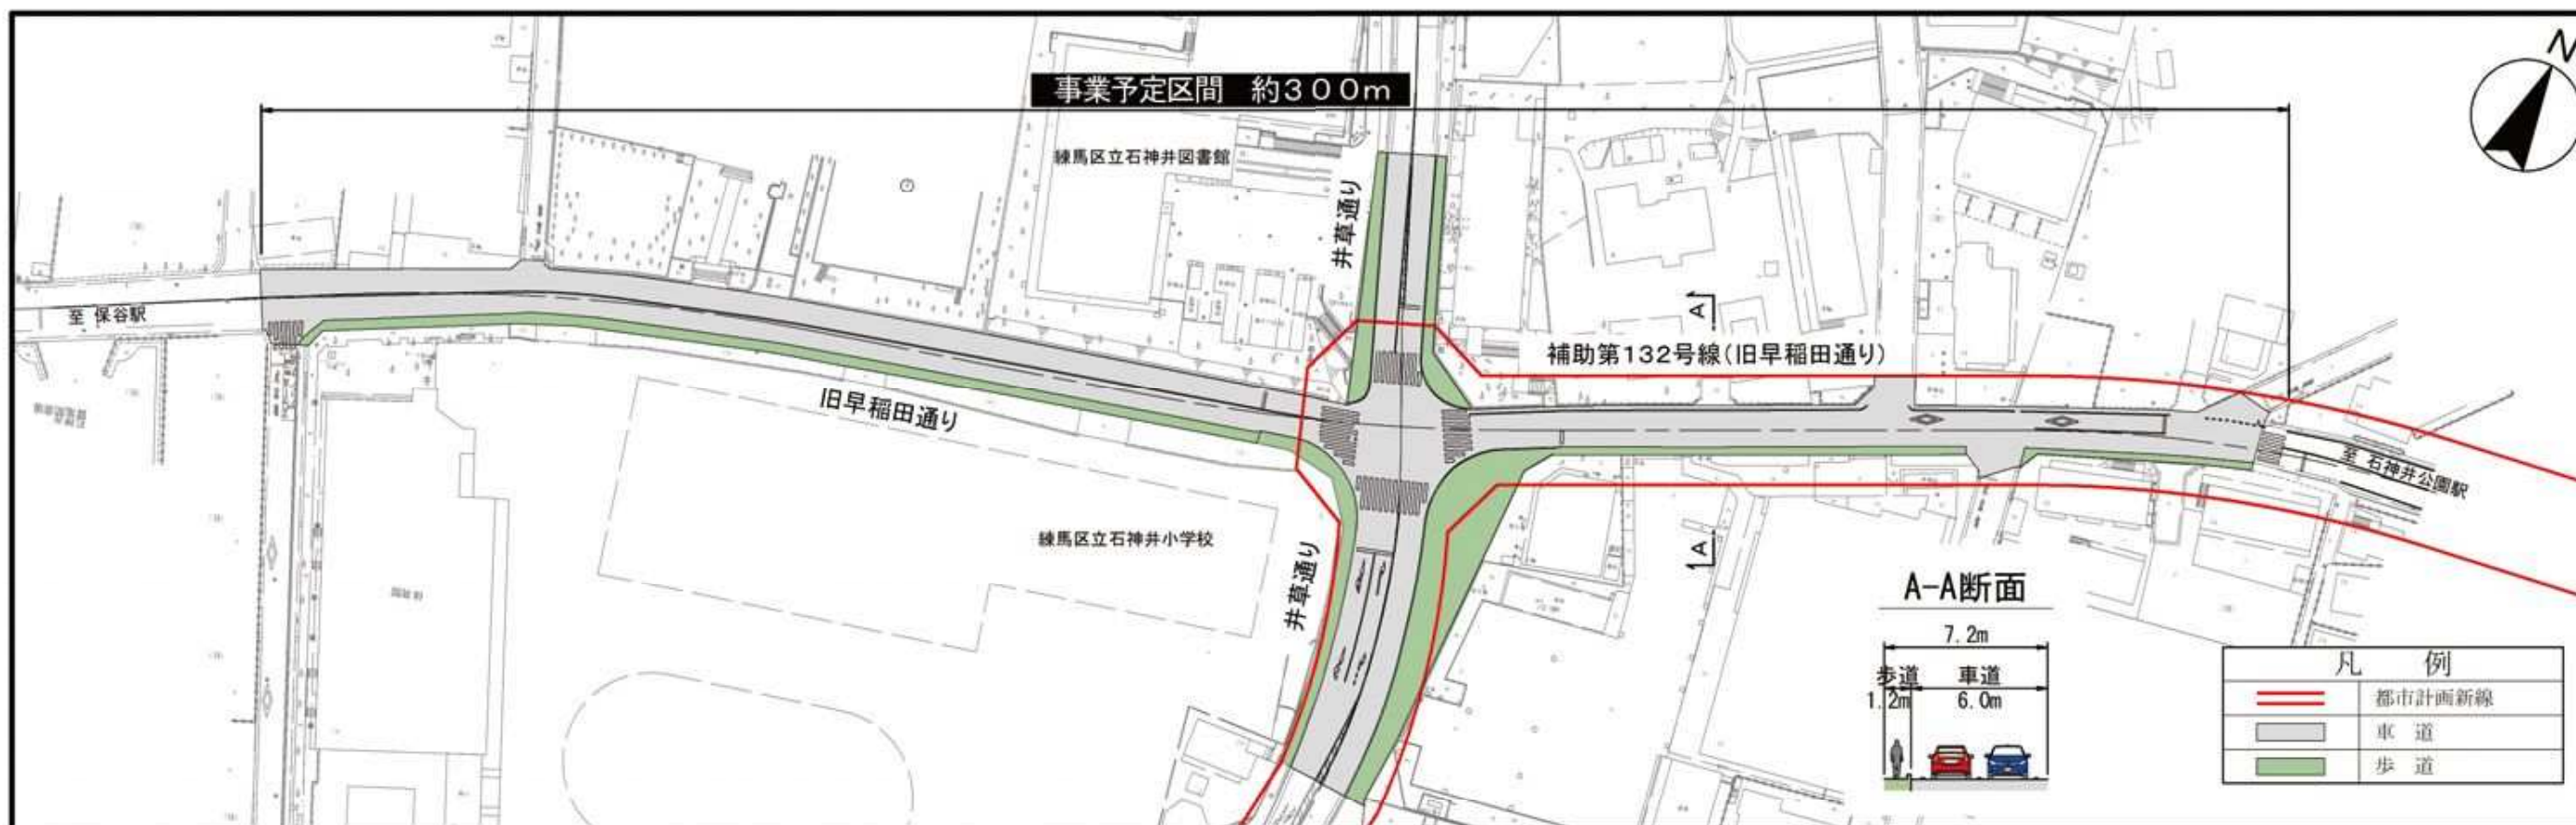 事業予定区間 約300m
N
練馬区立石神井図書館
井草通り
至 保谷駅
A
補助第132号線(旧早稲田通り)
旧早稲田通り
至 石神井公園駅
練馬区立石神井小学校
井草通り
A
A-A断面
7.2m
歩道 車道
1.2m 6.0m
凡 例
都市計画新線
車 道
歩 道